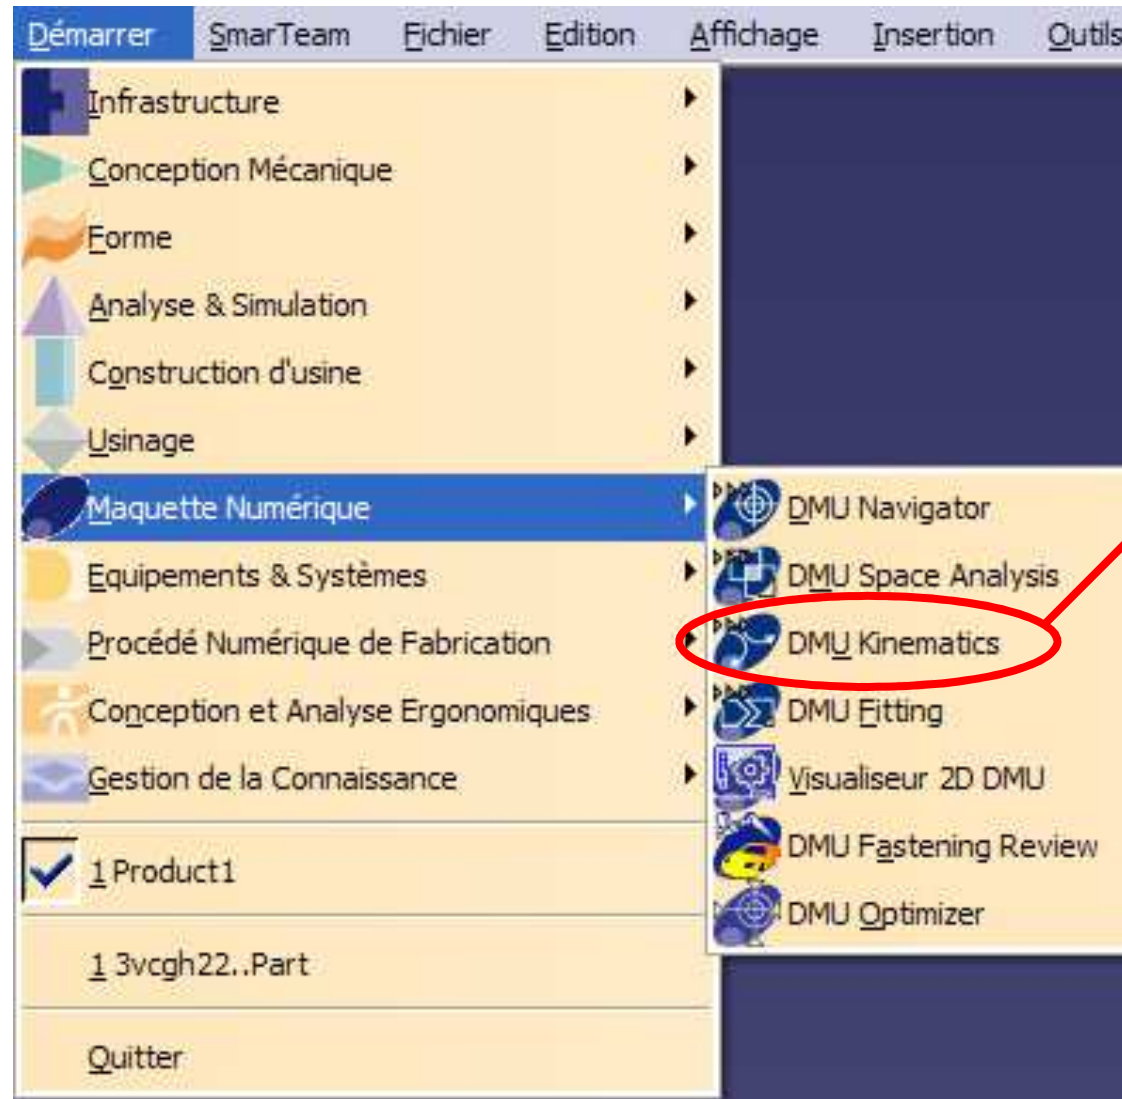 Démarrer SmarTeam Fichier Edition Affichage Insertion Outils
Infrastructure
Conception Mécanique
Forme
Analyse & Simulation
Construction d'usine
Usinage
Maquette Numérique
Equipements & Systèmes
Procédé Numérique de Fabrication
Conception et Analyse Ergonomiques
Gestion de la Connaissance
1 Product1
1 3vcgh22..Part
Quitter
DMU Navigator
DMU Space Analysis
DMU Kinematics
DMU Fitting
Visualiseur 2D DMU
DMU Fastening Review
DMU Optimizer